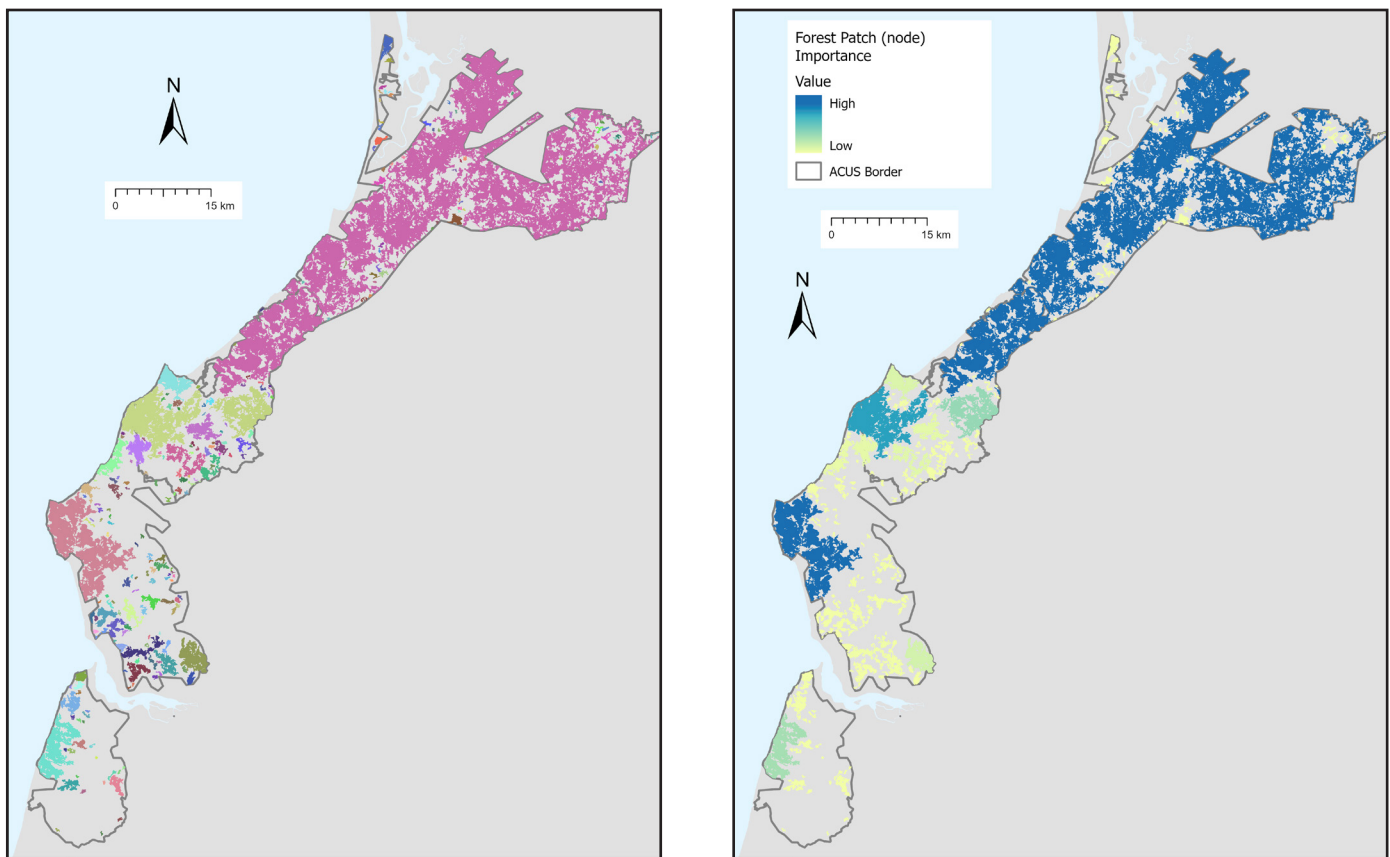 N
0 15 km
Forest Patch (node)
Importance
Value
High
Low
ACUS Border
0 15 km
N